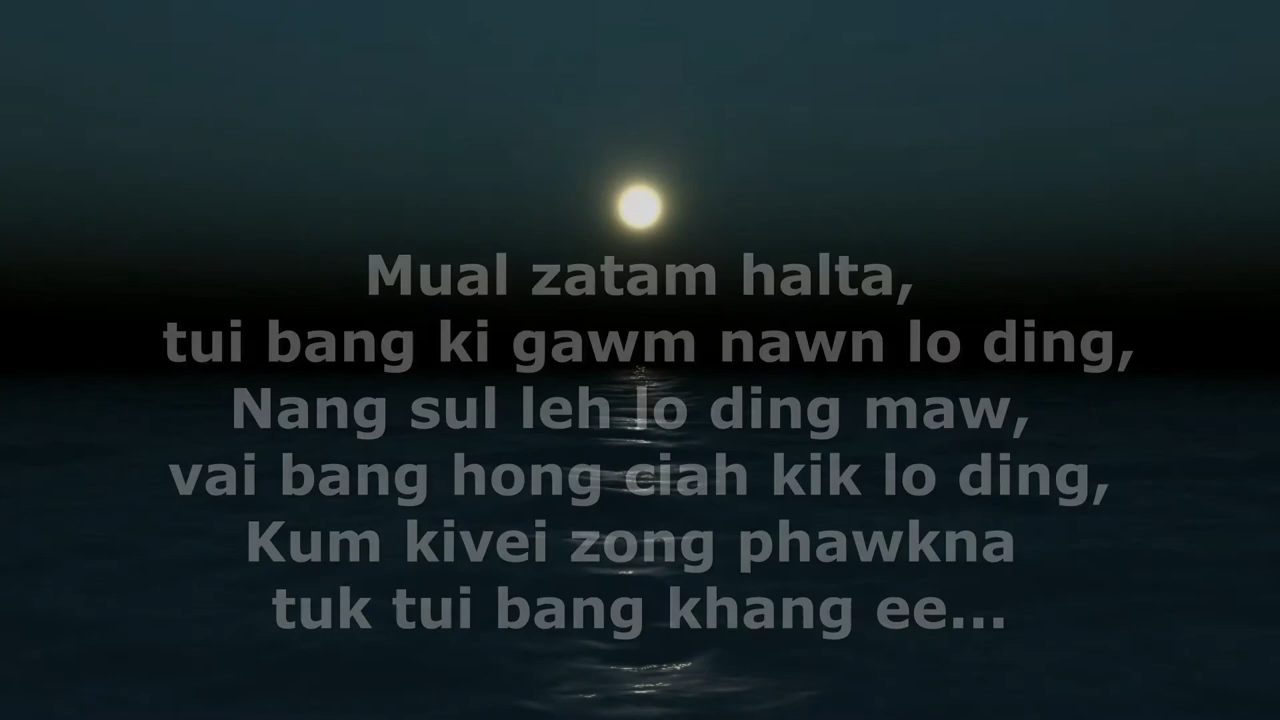 Mual zatam halta,
tui bang ki gawm nawn lo ding,
Nang sul leh lo ding maw,
vai bang hong ciah kik lo ding,
Kum kivei zong phawkna
tuk tui bang khang ee...